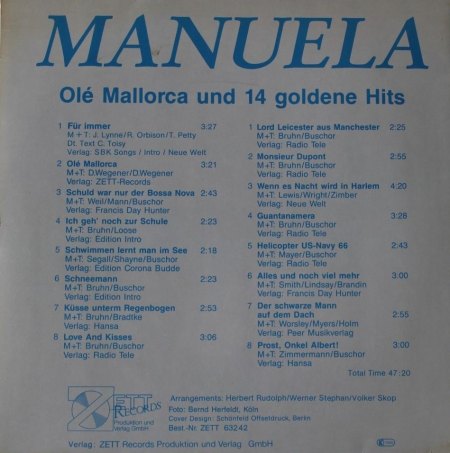 MANUELA
Olé Mallorca und 14 goldene Hits
1 Für immer 3:27
M+T: J. Lynne/R. Orbison/T. Petty
Dt. Text C. Toisy
Verlag: SBK Songs / Intro / Neue Welt
2 Olé Mallorca 3:21
M+T: D.Wegener/D.Wegener
Verlag: ZETT-Records
3 Schuld war nur der Bossa Nova 2:43
M+T: Weil/Mann/Buschor
Verlag: Francis Day Hunter
4 Ich geh' noch zur Schule 2:23
M+T: Bruhn/Loose
Verlag: Edition Intro
5 Schwimmen lernt man im See 2:18
M+T: Segall/Shayne/Buschor
Verlag: Edition Corona Budde
6 Schneemann 2:23
M+T: Bruhn/Buschor
Verlag: Edition Intro
7 Küsse unterm Regenbogen 2:53
M+T: Bruhn/Bradtke
Verlag: Hansa
8 Love And Kisses 3:06
M+T: Bruhn/Buschor
Verlag: Radio Tele
1 Lord Leicester aus Manchester 2:25
M+T: Bruhn/Buschor
Verlag: Radio Tele
2 Monsieur Dupont 2:55
M+T: Bruhn/Buschor
Verlag: Radio Tele
3 Wenn es Nacht wird in Harlem 4:20
M+T: Lewis/Wright/Zimber
Verlag: Neue Welt
4 Guantanamera 3:28
M+T: Bruhn/Buschor
Verlag: Radio Tele
5 Helicopter US-Navy 66 2:43
M+T: Mayer/Buschor
Verlag: Radio Tele
6 Alles und noch viel mehr 3:00
M+T: Smith/Lindsay/Brandin
Verlag: Francis Day Hunter
7 Der schwarze Mann
auf dem Dach 2:55
M+T: Worsley/Myers/Holm
Verlag: Peer Musikverlag
8 Prost, Onkel Albert! 3:00
M+T: Zimmermann/Buschor
Verlag: Hansa
Total Time 47:20
ZETT
RECORDS
Produktion und
Verlag GmbH
Arrangements: Herbert Rudolph/Werner Stephan/Volker Skop
Foto: Bernd Herfeldt, Köln
Cover Design: Schönfeld Offsetdruck, Berlin
Best.-Nr. ZETT 63242
Verlag: ZETT Records Produktion und Verlag GmbH